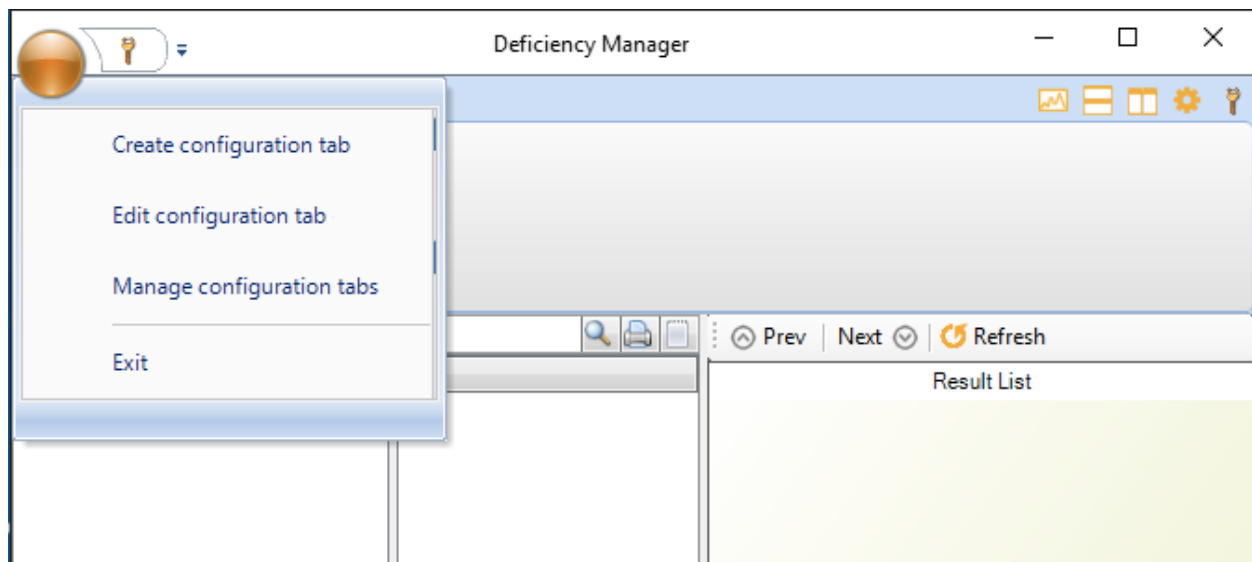 Deficiency Manager
Create configuration tab
Edit configuration tab
Manage configuration tabs
Exit
Prev Next Refresh
Result List